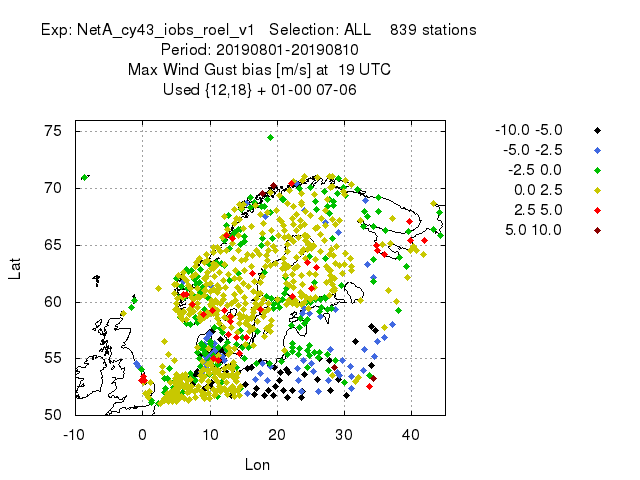 Exp: NetA_cy43_iobs_roel_v1 Selection: ALL 839 stations
Period: 20190801-20190810
Max Wind Gust bias [m/s] at 19 UTC
Used {12,18} + 01-00 07-06
-10.0 -5.0
-5.0 -2.5
-2.5 0.0
0.0 2.5
2.5 5.0
5.0 10.0
75
70
65
60
55
50
Lat
-10 0 10 20 30 40
Lon